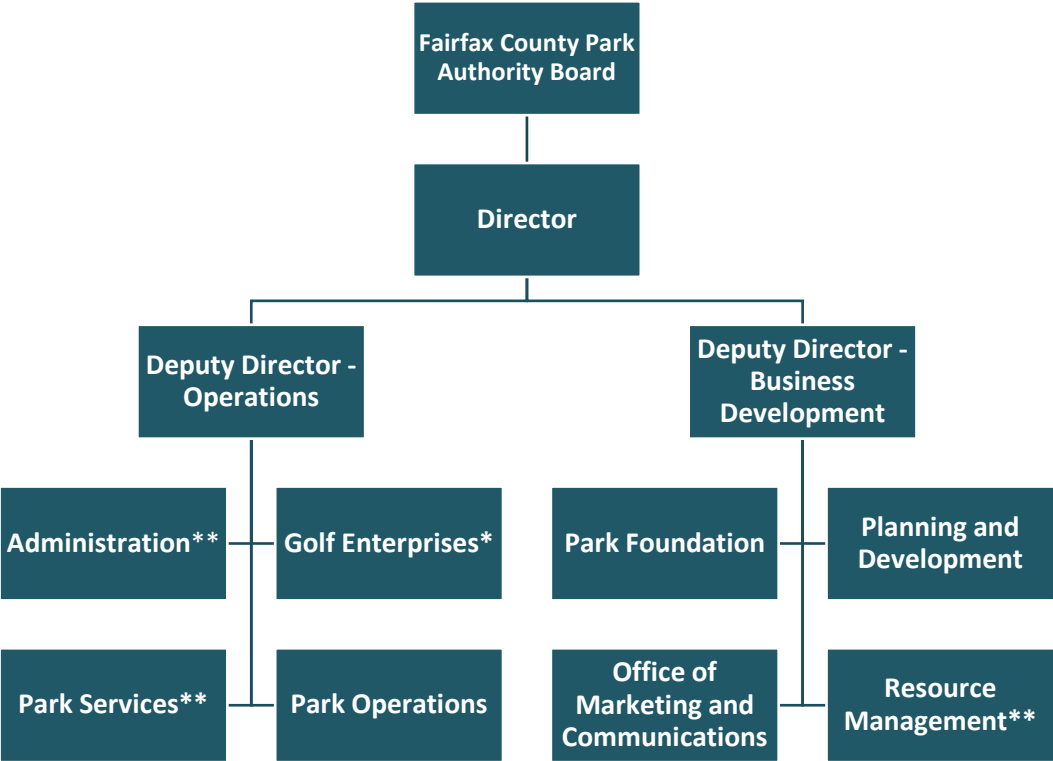 Fairfax County Park
Authority Board
Director
Deputy Director -
Operations
Deputy Director -
Business
Development
Administration**
Golf Enterprises*
Park Foundation
Planning and
Development
Park Services**
Park Operations
Office of
Marketing and
Communications
Resource
Management**